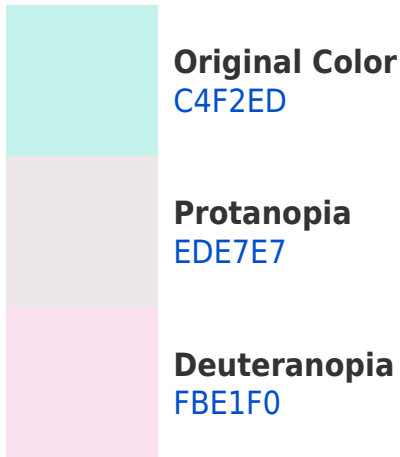 Original Color
C4F2ED
Protanopia
EDE7E7
Deuteranopia
FBE1F0